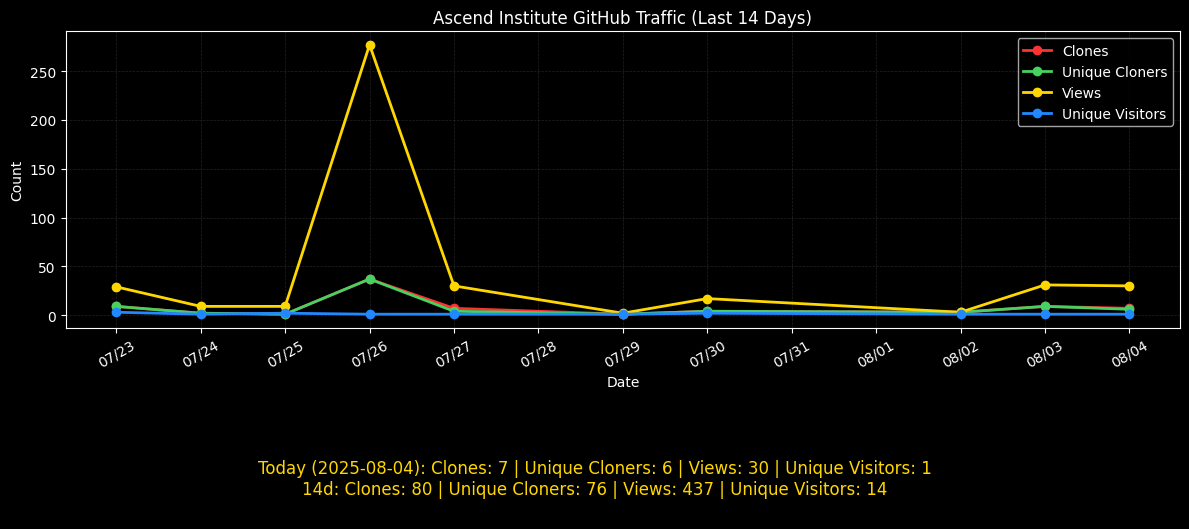 Ascend Institute GitHub Traffic (Last 14 Days)
Clones
Unique Cloners
Views
Unique Visitors
Count
250
200
150
100
50
0
07/23
07/24
07/25
07/26
07/27
07/28
07/29
07/30
07/31
08/01
08/02
08/03
08/04
Date
Today (2025-08-04): Clones: 7 | Unique Cloners: 6 | Views: 30 | Unique Visitors: 1
14d: Clones: 80 | Unique Cloners: 76 | Views: 437 | Unique Visitors: 14